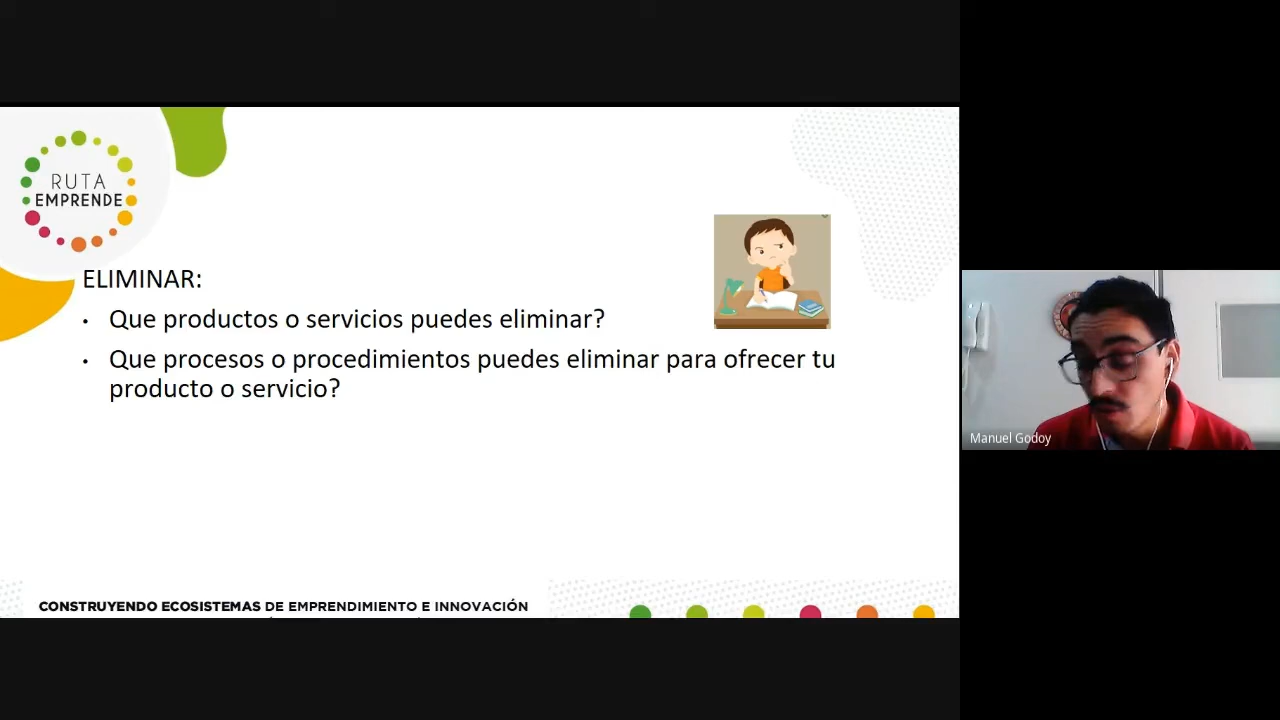 RUTA
EMPRENDE
ELIMINAR:
• Que productos o servicios puedes eliminar?
• Que procesos o procedimientos puedes eliminar para ofrecer tu
producto o servicio?
Manuel Godoy
CONSTRUYENDO ECOSISTEMAS DE EMPRENDIMIENTO E INNOVACIÓN